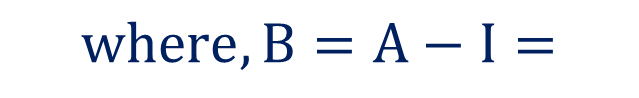 where, B = A − I =